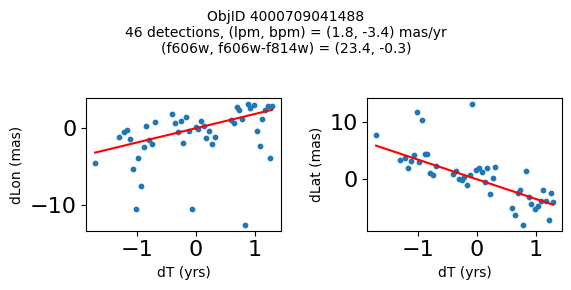 ObjID 4000709041488
46 detections, (lpm, bpm) = (1.8, -3.4) mas/yr
(f606w, f606w-f814w) = (23.4, -0.3)
dLon (mas)
0
−10
−1
0
1
dT (yrs)
dLat (mas)
10
0
−1
0
1
dT (yrs)